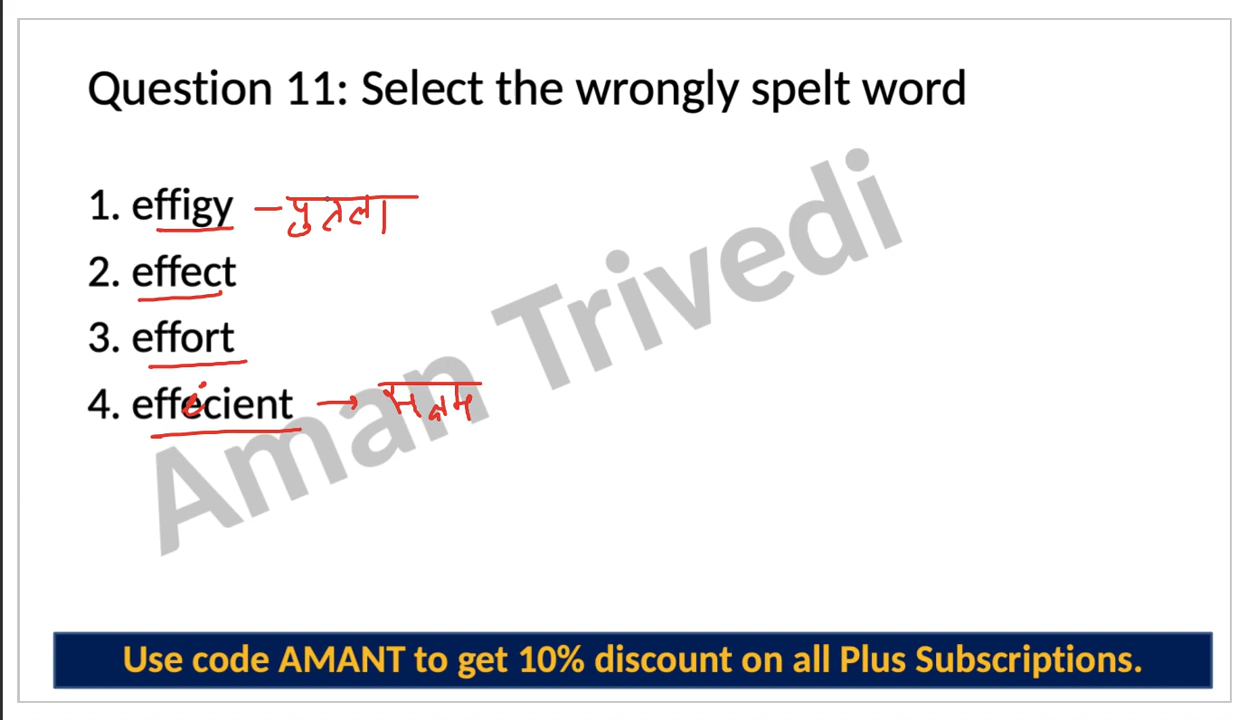 Question 11: Select the wrongly spelt word
1. effigy – पुतला
2. effect
3. effort
4. effecient → सक्षम
Aman Trivedi
Use code AMANT to get 10% discount on all Plus Subscriptions.